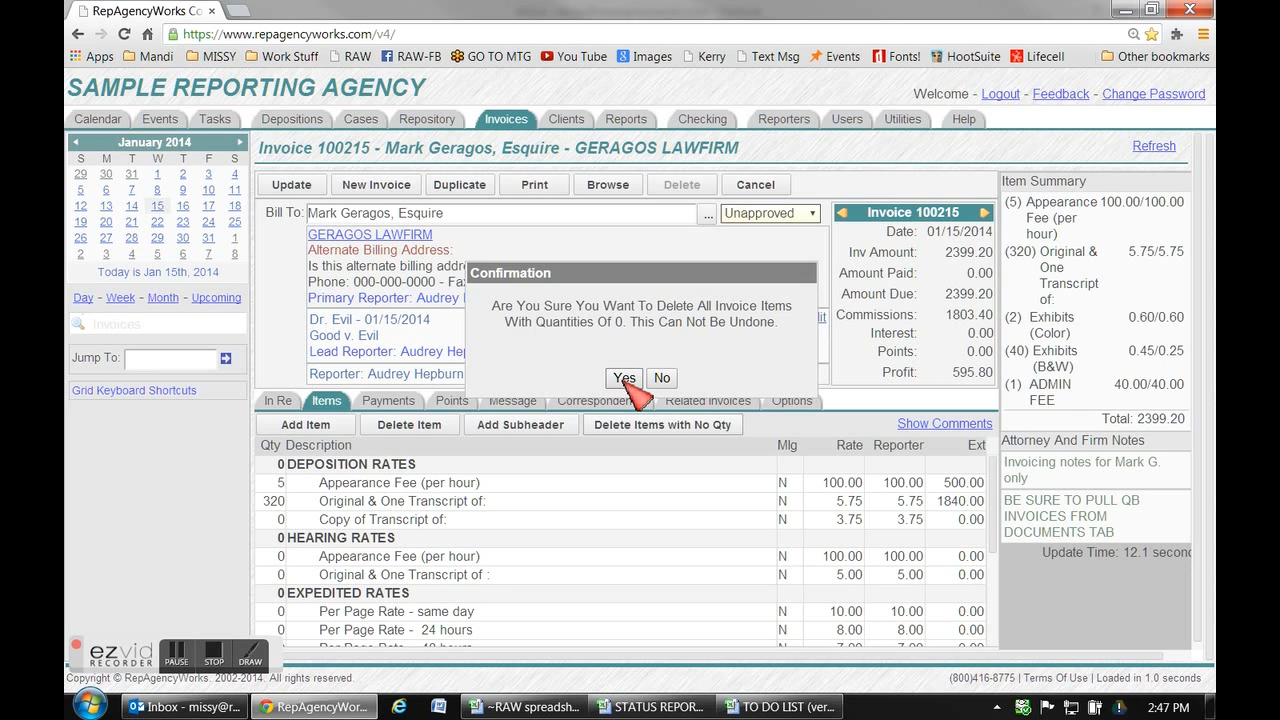 RepAgencyWorks Co
https://www.repagencyworks.com/v4/
Apps Mandi MISSY Work Stuff RAW RAW-FB GO TO MTG You Tube Images Kerry Text Msg Events Fonts! HootSuite Lifecell Other bookmarks
SAMPLE REPORTING AGENCY
Welcome - Logout - Feedback - Change Password
Calendar Events Tasks Depositions Cases Repository Invoices Clients Reports Checking Reporters Users Utilities Help
January 2014
S M T W T F S
29 30 31 1 2 3 4
5 6 7 8 9 10 11
12 13 14 15 16 17 18
19 20 21 22 23 24 25
26 27 28 29 30 31 1
2 3 4 5 6 7 8
Today is Jan 15th, 2014
Day - Week - Month - Upcoming
Invoices
Jump To:
Grid Keyboard Shortcuts
Invoice 100215 - Mark Geragos, Esquire - GERAGOS LAWFIRM
Refresh
Update New Invoice Duplicate Print Browse Delete Cancel
Bill To: Mark Geragos, Esquire ... Unapproved
GERAGOS LAWFIRM
Alternate Billing Address:
Is this alternate billing addr
Phone: 000-000-0000 - Fa
Primary Reporter: Audrey
Dr. Evil - 01/15/2014
Good v. Evil
Lead Reporter: Audrey Hep
Reporter: Audrey Hepburn
Confirmation
Are You Sure You Want To Delete All Invoice Items
With Quantities Of 0. This Can Not Be Undone.
Yes No
Invoice 100215
Date: 01/15/2014
Inv Amount: 2399.20
Amount Paid: 0.00
Amount Due: 2399.20
Commissions: 1803.40
Interest: 0.00
Points: 0.00
Profit: 595.80
In Re Items Payments Points Message Corresponden Related Invoices Options
Add Item Delete Item Add Subheader Delete Items with No Qty Show Comments
Qty Description Mlg Rate Reporter Ext
0 DEPOSITION RATES
5 Appearance Fee (per hour) N 100.00 100.00 500.00
320 Original & One Transcript of: N 5.75 5.75 1840.00
0 Copy of Transcript of: N 3.75 3.75 0.00
0 HEARING RATES
0 Appearance Fee (per hour) N 100.00 100.00 0.00
0 Original & One Transcript of : N 5.00 5.00 0.00
0 EXPEDITED RATES
0 Per Page Rate - same day N 10.00 10.00 0.00
0 Per Page Rate - 24 hours N 8.00 8.00 0.00
Item Summary
(5) Appearance 100.00/100.00
Fee (per
hour)
(320) Original & 5.75/5.75
One
Transcript
of:
(2) Exhibits 0.60/0.60
(Color)
(40) Exhibits 0.45/0.25
(B&W)
(1) ADMIN 40.00/40.00
FEE
Total: 2399.20
Attorney And Firm Notes
Invoicing notes for Mark G.
only
BE SURE TO PULL QB
INVOICES FROM
DOCUMENTS TAB
Update Time: 12.1 secon
ezvid
RECORDER
PAUSE STOP DRAW
Copyright © RepAgencyWorks. 2002-2014. All rights reserved.
(800)416-8775 | Terms Of Use | Loaded in 1.0 seconds
Inbox - missy@r... RepAgencyWor... ~RAW spreadsh... STATUS REPOR... TO DO LIST (ver... 2:47 PM